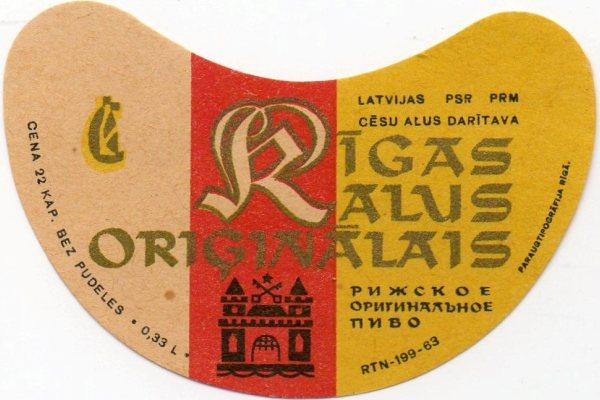 LATVIJAS PSR PRM
CĒSU ALUS DARĪTAVA
RĪGAS
ALUS
ORIĢINĀLAIS
РИЖСКОЕ
ОРИГИНАЛЬНОЕ
ПИВО
RTN-199-63
CENA 22 KAP. BEZ PUDELES • 0,33 L •
PARAUGTIPOGRĀFIJA RĪGĀ.